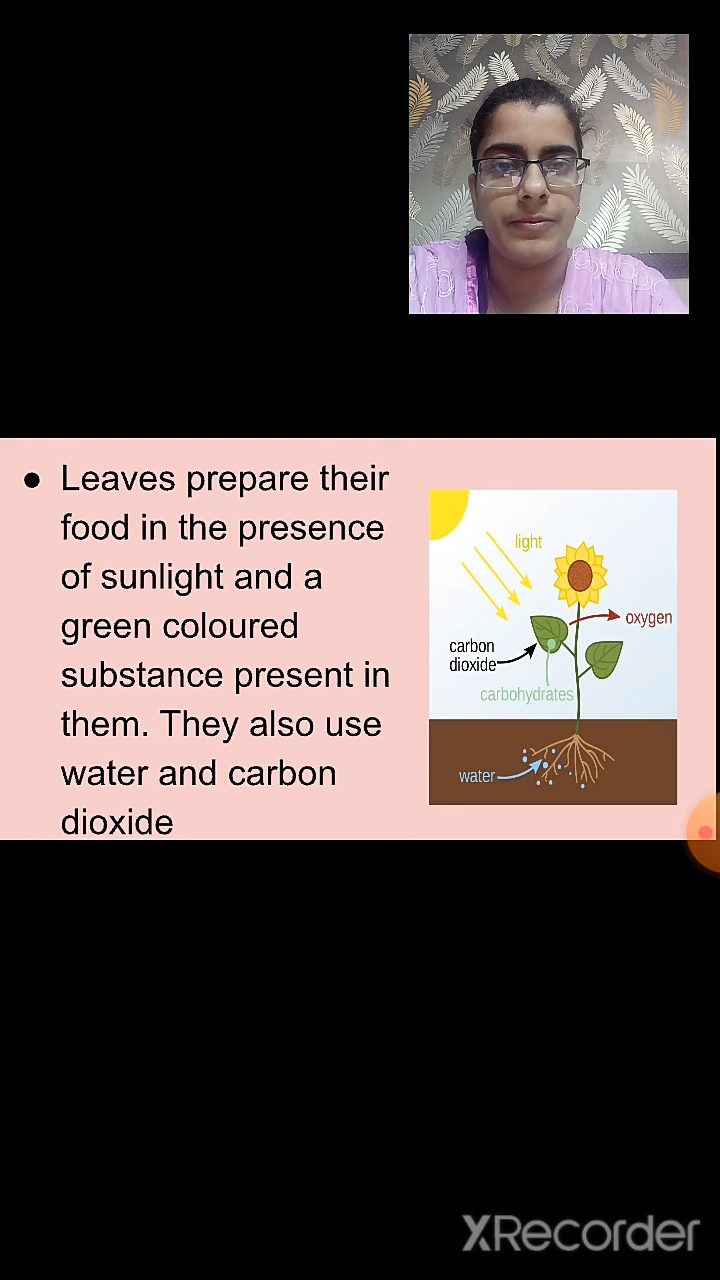 ● Leaves prepare their
food in the presence
of sunlight and a
green coloured
substance present in
them. They also use
water and carbon
dioxide
light
oxygen
carbon
dioxide
carbohydrates
water
XRecorder